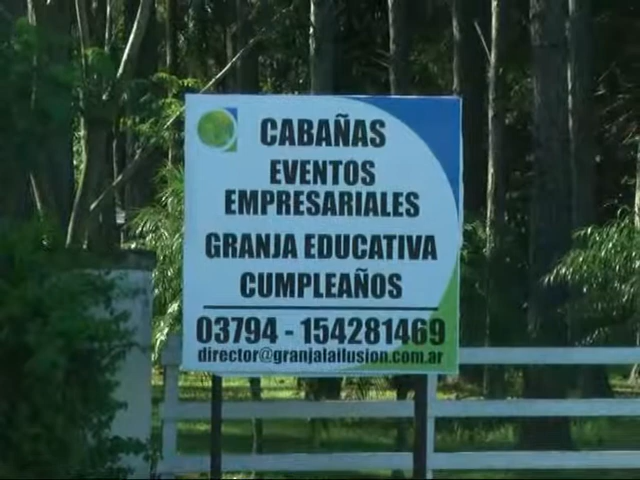 CABAÑAS
EVENTOS
EMPRESARIALES
GRANJA EDUCATIVA
CUMPLEAÑOS
03794 - 154281469
director@granjalailusion.com.ar